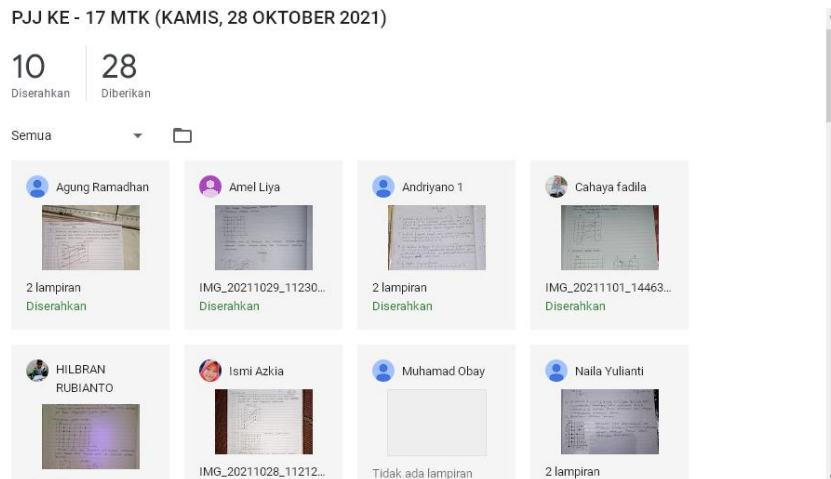 PJJ KE - 17 MTK (KAMIS, 28 OKTOBER 2021)
10 28
Diserahkan Diberikan
Semua
Agung Ramadhan Amel Liya Andriyano 1 Cahaya fadila
2 lampiran IMG_20211029_11230... 2 lampiran IMG_20211101_14463...
Diserahkan Diserahkan Diserahkan Diserahkan
HILBRAN Ismi Azkia Muhamad Obay Naila Yulianti
RUBIANTO
IMG_20211028_11212... Tidak ada lampiran 2 lampiran